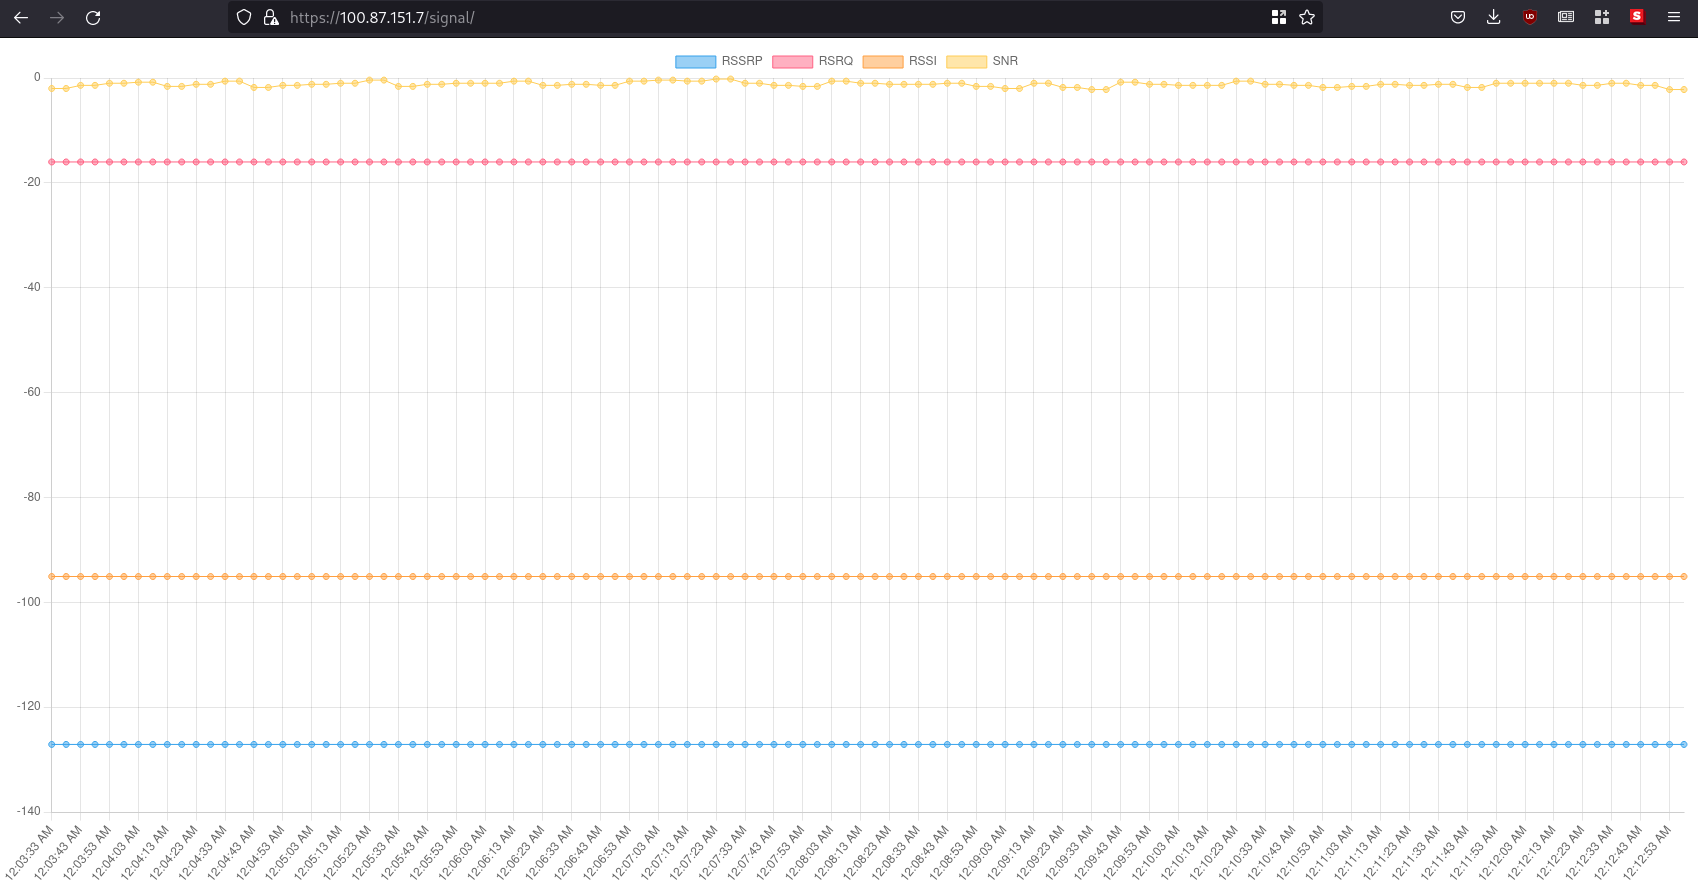 https://100.87.151.7/signal/
UD
S
RSSRP RSRQ RSSI SNR
0
-20
-40
-60
-80
-100
-120
-140
12:03:33 AM
12:03:43 AM
12:03:53 AM
12:04:03 AM
12:04:13 AM
12:04:23 AM
12:04:33 AM
12:04:43 AM
12:04:53 AM
12:05:03 AM
12:05:13 AM
12:05:23 AM
12:05:33 AM
12:05:43 AM
12:05:53 AM
12:06:03 AM
12:06:13 AM
12:06:23 AM
12:06:33 AM
12:06:43 AM
12:06:53 AM
12:07:03 AM
12:07:13 AM
12:07:23 AM
12:07:33 AM
12:07:43 AM
12:07:53 AM
12:08:03 AM
12:08:13 AM
12:08:23 AM
12:08:33 AM
12:08:43 AM
12:08:53 AM
12:09:03 AM
12:09:13 AM
12:09:23 AM
12:09:33 AM
12:09:43 AM
12:09:53 AM
12:10:03 AM
12:10:13 AM
12:10:23 AM
12:10:33 AM
12:10:43 AM
12:10:53 AM
12:11:03 AM
12:11:13 AM
12:11:23 AM
12:11:33 AM
12:11:43 AM
12:11:53 AM
12:12:03 AM
12:12:13 AM
12:12:23 AM
12:12:33 AM
12:12:43 AM
12:12:53 AM